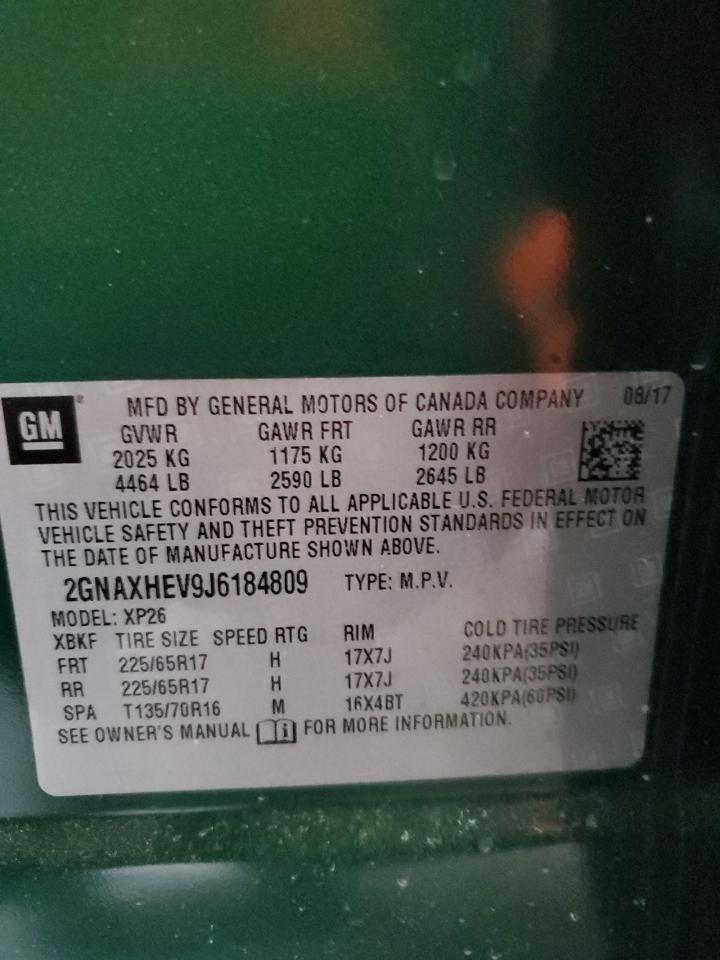 GM
MFD BY GENERAL MOTORS OF CANADA COMPANY 08/17
GVWR GAWR FRT GAWR RR
2025 KG 1175 KG 1200 KG
4464 LB 2590 LB 2645 LB
THIS VEHICLE CONFORMS TO ALL APPLICABLE U.S. FEDERAL MOTOR
VEHICLE SAFETY AND THEFT PREVENTION STANDARDS IN EFFECT ON
THE DATE OF MANUFACTURE SHOWN ABOVE.
2GNAXHEV9J6184809 TYPE: M.P.V.
MODEL: XP26
XBKF TIRE SIZE SPEED RTG RIM COLD TIRE PRESSURE
FRT 225/65R17 H 17X7J 240KPA(35PSI)
RR 225/65R17 H 17X7J 240KPA(35PSI)
SPA T135/70R16 M 16X4BT 420KPA(60PSI)
SEE OWNER'S MANUAL i FOR MORE INFORMATION.